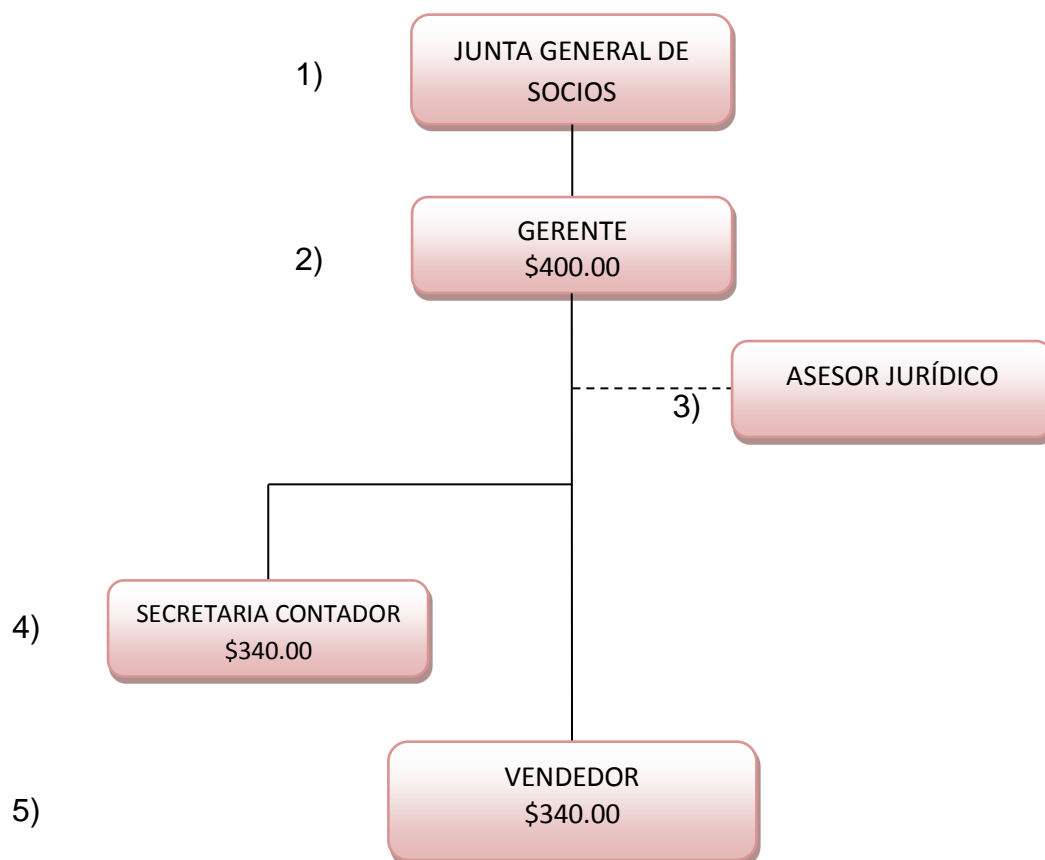 1)
JUNTA GENERAL DE
SOCIOS
2)
GERENTE
$400.00
3)
ASESOR JURÍDICO
4)
SECRETARIA CONTADOR
$340.00
5)
VENDEDOR
$340.00